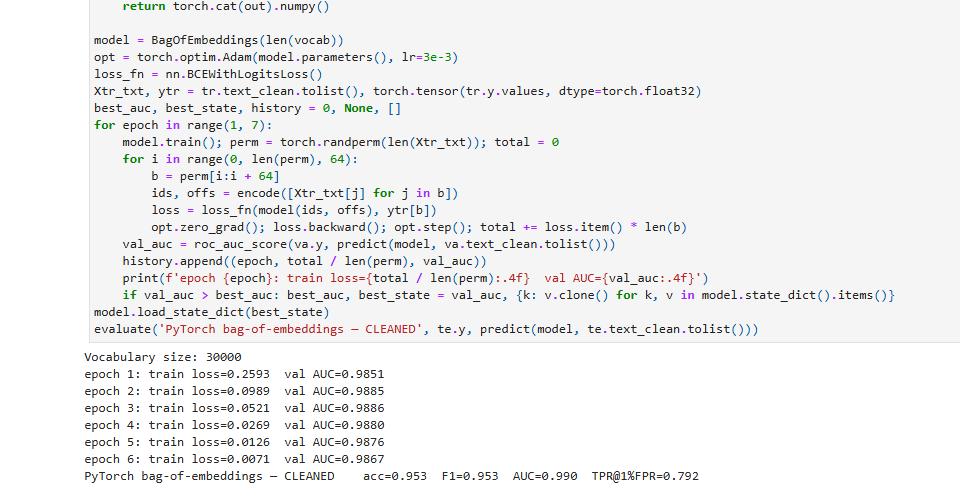 return torch.cat(out).numpy()

model = BagOfEmbeddings(len(vocab))
opt = torch.optim.Adam(model.parameters(), lr=3e-3)
loss_fn = nn.BCEWithLogitsLoss()
Xtr_txt, ytr = tr.text_clean.tolist(), torch.tensor(tr.y.values, dtype=torch.float32)
best_auc, best_state, history = 0, None, []
for epoch in range(1, 7):
    model.train(); perm = torch.randperm(len(Xtr_txt)); total = 0
    for i in range(0, len(perm), 64):
        b = perm[i:i + 64]
        ids, offs = encode([Xtr_txt[j] for j in b])
        loss = loss_fn(model(ids, offs), ytr[b])
        opt.zero_grad(); loss.backward(); opt.step(); total += loss.item() * len(b)
    val_auc = roc_auc_score(va.y, predict(model, va.text_clean.tolist()))
    history.append((epoch, total / len(perm), val_auc))
    print(f'epoch {epoch}: train loss={total / len(perm):.4f}  val AUC={val_auc:.4f}')
    if val_auc > best_auc: best_auc, best_state = val_auc, {k: v.clone() for k, v in model.state_dict().items()}
model.load_state_dict(best_state)
evaluate('PyTorch bag-of-embeddings — CLEANED', te.y, predict(model, te.text_clean.tolist()))
Vocabulary size: 30000
epoch 1: train loss=0.2593  val AUC=0.9851
epoch 2: train loss=0.0989  val AUC=0.9885
epoch 3: train loss=0.0521  val AUC=0.9886
epoch 4: train loss=0.0269  val AUC=0.9880
epoch 5: train loss=0.0126  val AUC=0.9876
epoch 6: train loss=0.0071  val AUC=0.9867
PyTorch bag-of-embeddings — CLEANED    acc=0.953  F1=0.953  AUC=0.990  TPR@1%FPR=0.792